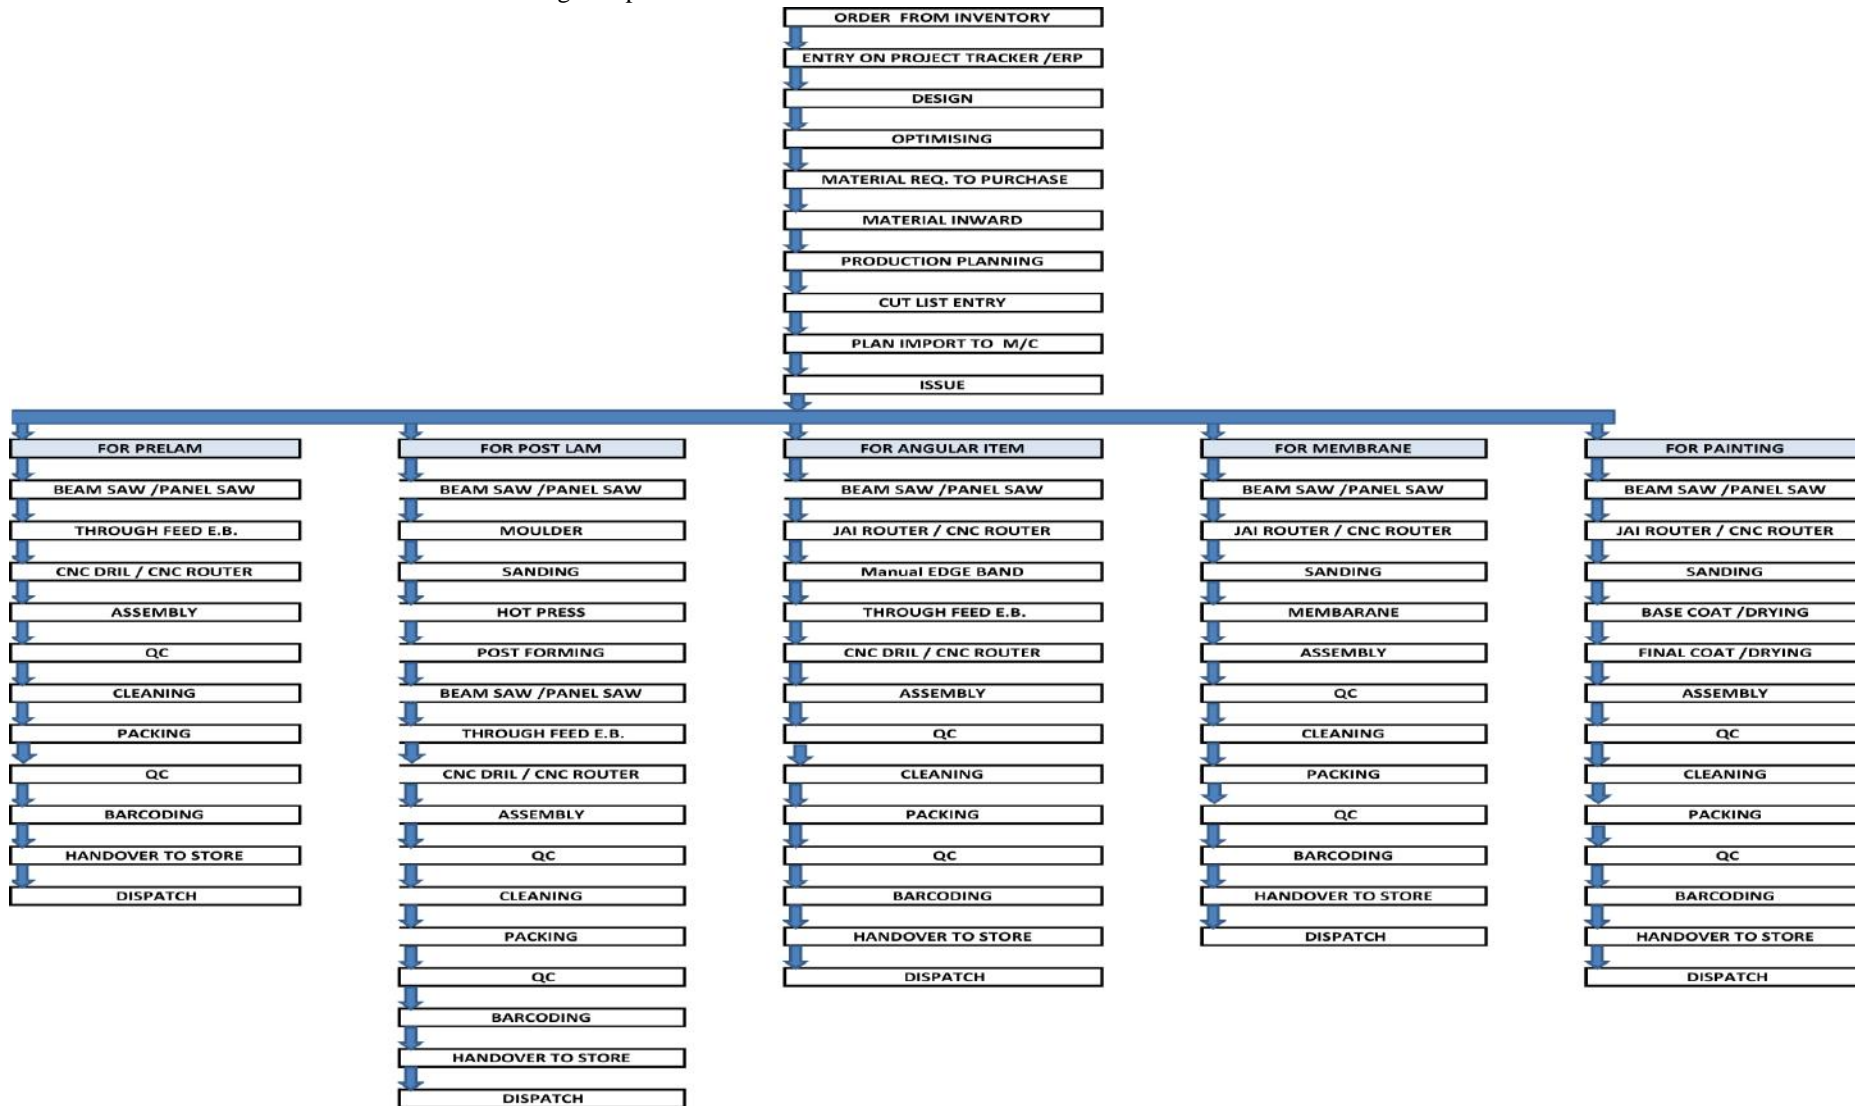 ORDER FROM INVENTORY
ENTRY ON PROJECT TRACKER /ERP
DESIGN
OPTIMISING
MATERIAL REQ. TO PURCHASE
MATERIAL INWARD
PRODUCTION PLANNING
CUT LIST ENTRY
PLAN IMPORT TO M/C
ISSUE
FOR PRELAM
BEAM SAW /PANEL SAW
THROUGH FEED E.B.
CNC DRIL / CNC ROUTER
ASSEMBLY
QC
CLEANING
PACKING
QC
BARCODING
HANDOVER TO STORE
DISPATCH
FOR POST LAM
BEAM SAW /PANEL SAW
MOULDER
SANDING
HOT PRESS
POST FORMING
BEAM SAW /PANEL SAW
THROUGH FEED E.B.
CNC DRIL / CNC ROUTER
ASSEMBLY
QC
CLEANING
PACKING
QC
BARCODING
HANDOVER TO STORE
DISPATCH
FOR ANGULAR ITEM
BEAM SAW /PANEL SAW
JAI ROUTER / CNC ROUTER
Manual EDGE BAND
THROUGH FEED E.B.
CNC DRIL / CNC ROUTER
ASSEMBLY
QC
CLEANING
PACKING
QC
BARCODING
HANDOVER TO STORE
DISPATCH
FOR MEMBRANE
BEAM SAW /PANEL SAW
JAI ROUTER / CNC ROUTER
SANDING
MEMBARANE
ASSEMBLY
QC
CLEANING
PACKING
QC
BARCODING
HANDOVER TO STORE
DISPATCH
FOR PAINTING
BEAM SAW /PANEL SAW
JAI ROUTER / CNC ROUTER
SANDING
BASE COAT /DRYING
FINAL COAT /DRYING
ASSEMBLY
QC
CLEANING
PACKING
QC
BARCODING
HANDOVER TO STORE
DISPATCH